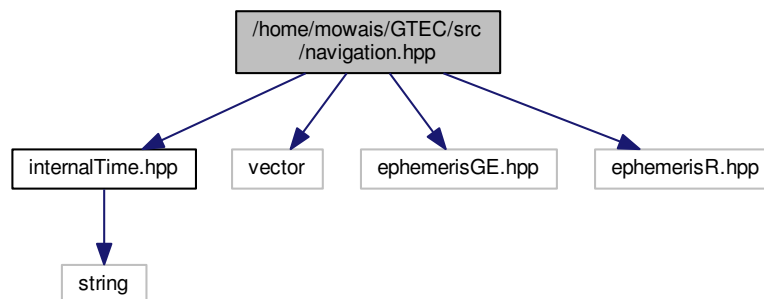 /home/mowais/GTEC/src
/navigation.hpp
internalTime.hpp
vector
ephemerisGE.hpp
ephemerisR.hpp
string